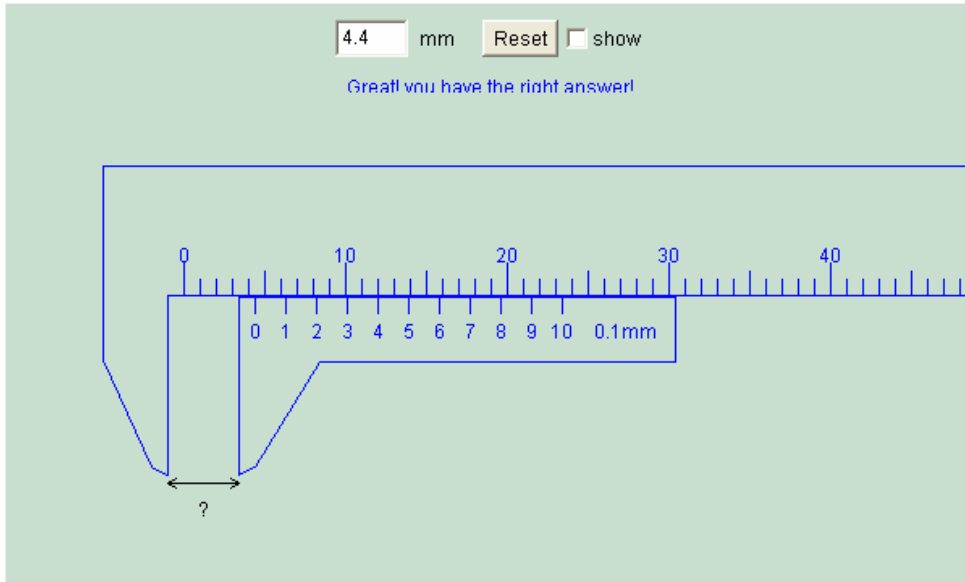 4.4 mm Reset show
Great! you have the right answer!
0 10 20 30 40
0 1 2 3 4 5 6 7 8 9 10 0.1mm
?